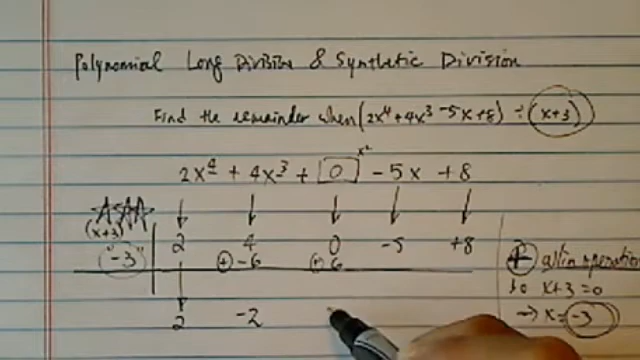 Polynomial Long Division & Synthetic Division
Find the remainder when (2x⁴ + 4x³ - 5x + 8) ÷ (x+3)
2x⁴ + 4x³ + 0 x² - 5x + 8
(x+3)
"-3" 2 4 0 -5 +8
+ -6 + 6
2 -2
+ operation
x+3=0
→ x = -3